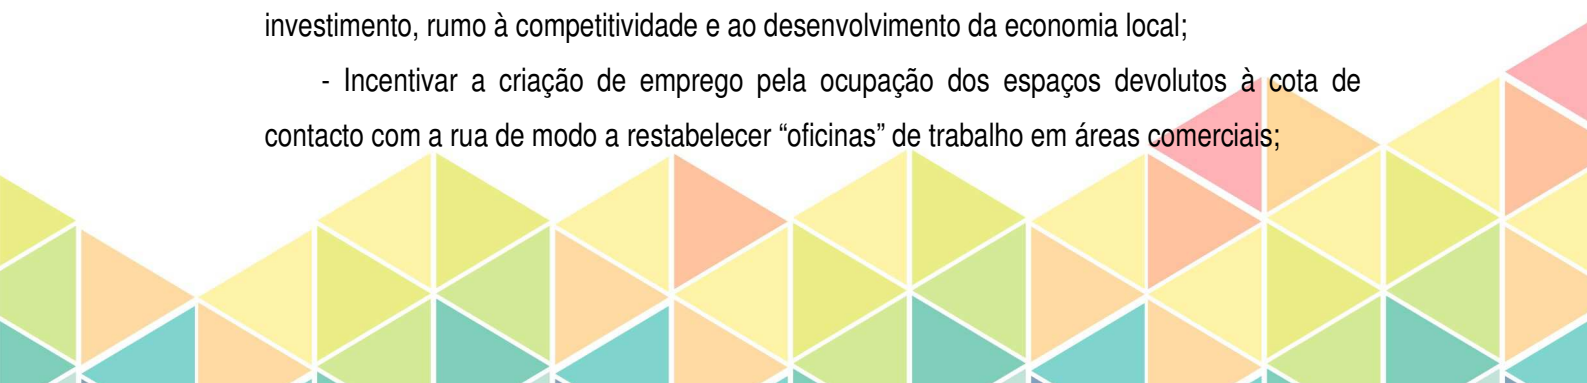 investimento, rumo à competitividade e ao desenvolvimento da economia local;
- Incentivar a criação de emprego pela ocupação dos espaços devolutos à cota de
contacto com a rua de modo a restabelecer “oficinas” de trabalho em áreas comerciais;